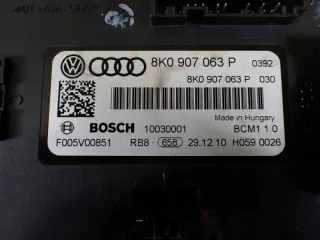 8K0 907 063 P 0392
8K0 907 063 P 030
Made in Hungary
BOSCH 10030001 BCM1 1.0
F005V00851 RB8- 658 29.12.10 H059 0026